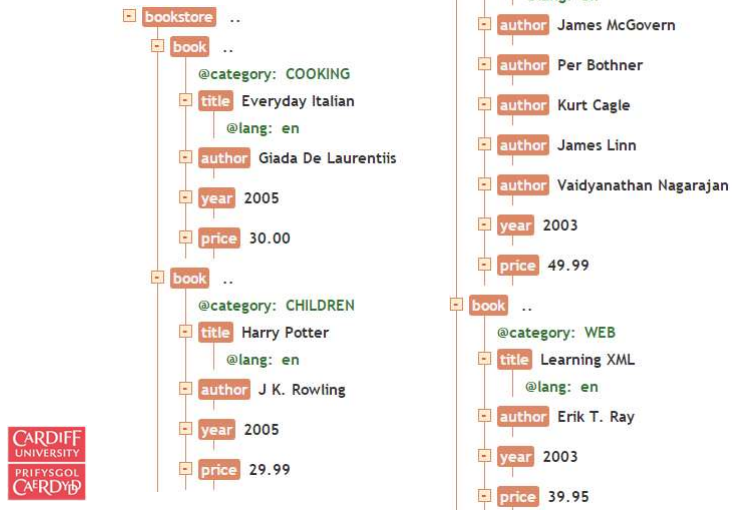 bookstore ..
book ..
@category: COOKING
title Everyday Italian
@lang: en
author Giada De Laurentiis
year 2005
price 30.00
book ..
@category: CHILDREN
title Harry Potter
@lang: en
author J K. Rowling
year 2005
price 29.99
author James McGovern
author Per Bothner
author Kurt Cagle
author James Linn
author Vaidyanathan Nagarajan
year 2003
price 49.99
book ..
@category: WEB
title Learning XML
@lang: en
author Erik T. Ray
year 2003
price 39.95
CARDIFF
UNIVERSITY
PRIFYSGOL
CAERDYDD